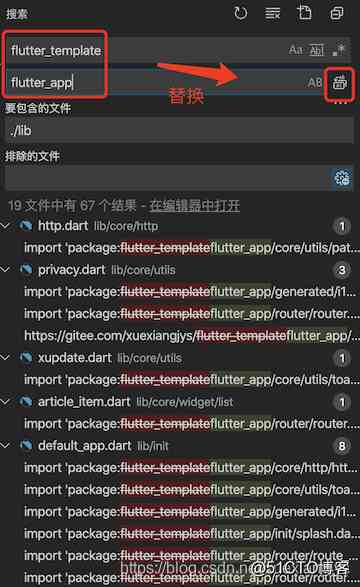 搜索
flutter_template
Aa Ab .*
flutter_app
AB
替换
要包含的文件
./lib
排除的文件
19 文件中有 67 个结果 - 在编辑器中打开
http.dart lib/core/http 1
import 'package:flutter_templateflutter_app/core/utils/pat...
privacy.dart lib/core/utils 3
import 'package:flutter_templateflutter_app/generated/i1...
import 'package:flutter_templateflutter_app/router/router....
https://gitee.com/xuexiangjys/flutter_templateflutter_app/...
xupdate.dart lib/core/utils 1
import 'package:flutter_templateflutter_app/core/utils/toa...
article_item.dart lib/core/widget/list 1
import 'package:flutter_templateflutter_app/router/router....
default_app.dart lib/init 8
import 'package:flutter_templateflutter_app/core/http/htt...
import 'package:flutter_templateflutter_app/core/utils/toa...
import 'package:flutter_templateflutter_app/generated/i1...
import 'package:flutter_templateflutter_app/init/splash.da...
import 'package:flutter_templateflutter_app/router/route...
import 'package:flutter_templateflutter_app/router/router....
https://blog.csdn.ne @51CTO博客